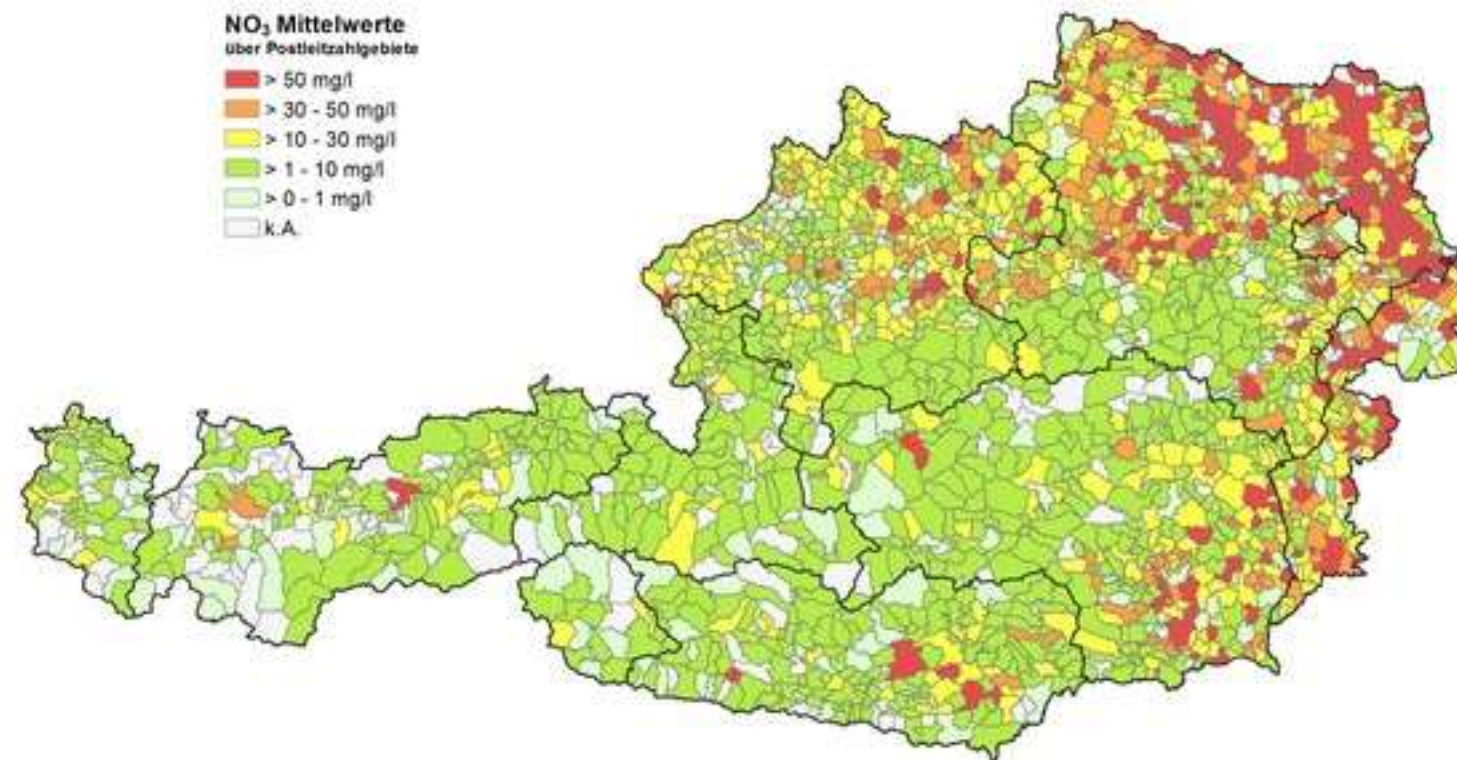 NO₃ Mittelwerte
über Postleitzahlgebiete
> 50 mg/l
> 30 - 50 mg/l
> 10 - 30 mg/l
> 1 - 10 mg/l
> 0 - 1 mg/l
k.A.